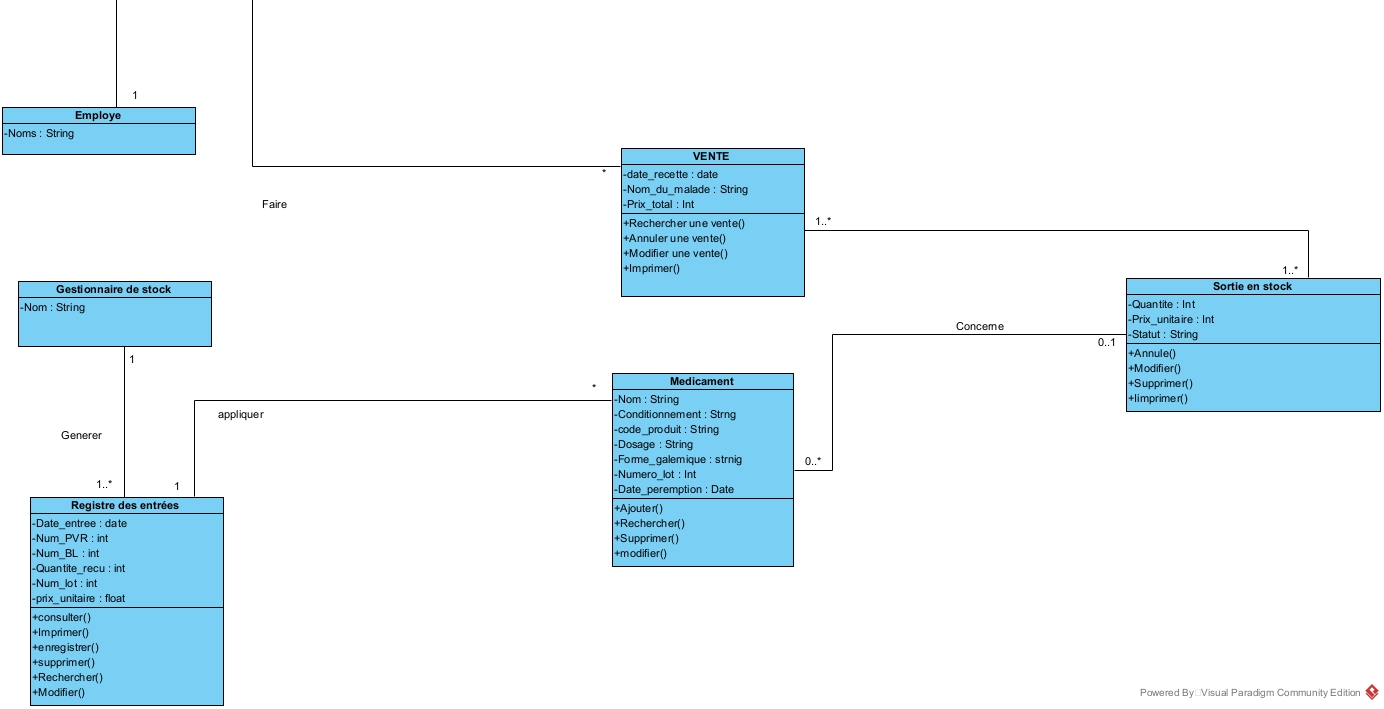 1
Employe
-Noms : String
*
Faire
VENTE
-date_recette : date
-Nom_du_malade : String
-Prix_total : Int
+Rechercher une vente()
+Annuler une vente()
+Modifier une vente()
+Imprimer()
1..*
1..*
Sortie en stock
-Quantite : Int
-Prix_unitaire : Int
-Statut : String
+Annule()
+Modifier()
+Supprimer()
+Iimprimer()
Concerne
0..1
Gestionnaire de stock
-Nom : String
1
Generer
1..*
appliquer
*
1
Medicament
-Nom : String
-Conditionnement : Strng
-code_produit : String
-Dosage : String
-Forme_galemique : strnig
-Numero_lot : Int
-Date_peremption : Date
+Ajouter()
+Rechercher()
+Supprimer()
+modifier()
0..*
Registre des entrées
-Date_entree : date
-Num_PVR : int
-Num_BL : int
-Quantite_recu : int
-Num_lot : int
-prix_unitaire : float
+consulter()
+Imprimer()
+enregistrer()
+supprimer()
+Rechercher()
+Modifier()
Powered By Visual Paradigm Community Edition